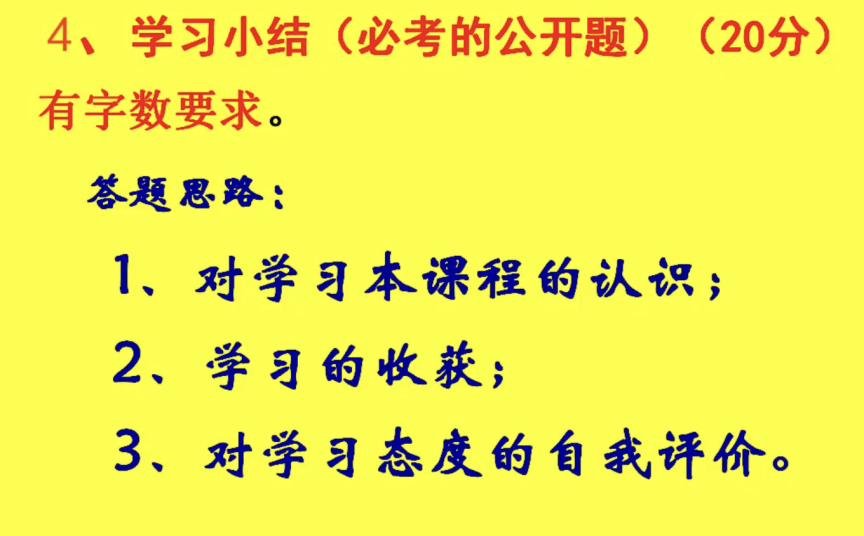 4、学习小结（必考的公开题）（20分）
有字数要求。
答题思路：
1、对学习本课程的认识；
2、学习的收获；
3、对学习态度的自我评价。